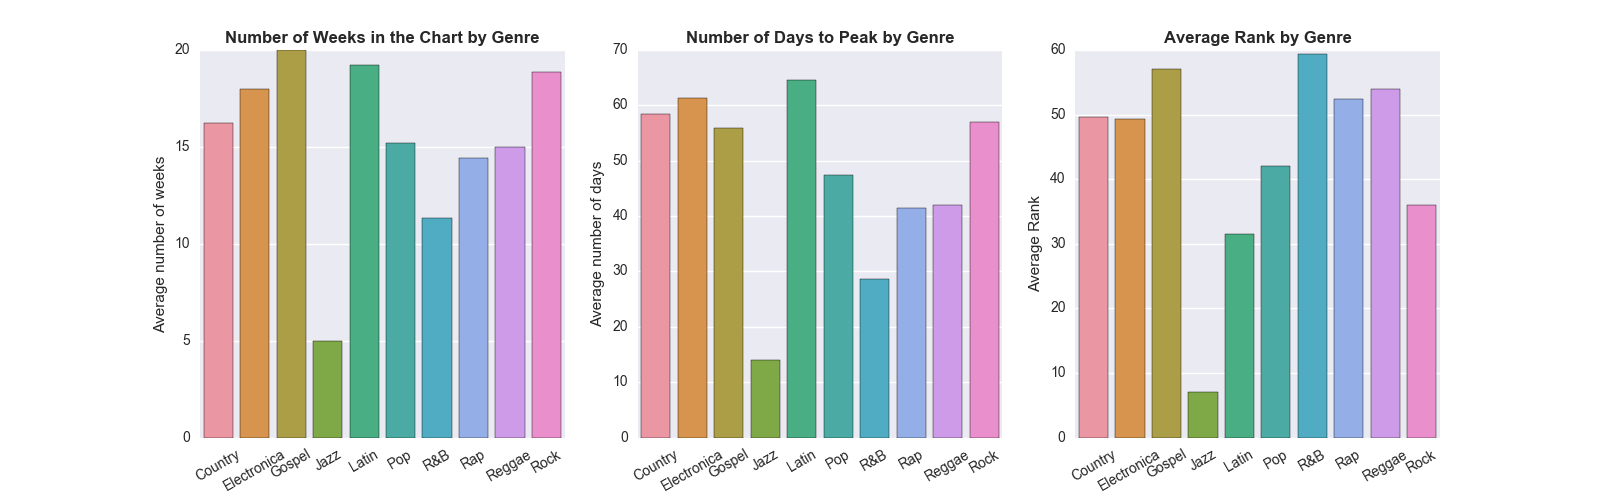 Number of Weeks in the Chart by Genre
Average number of weeks
20
15
10
5
0
Country
Electronica
Gospel
Jazz
Latin
Pop
R&B
Rap
Reggae
Rock
Number of Days to Peak by Genre
Average number of days
70
60
50
40
30
20
10
0
Country
Electronica
Gospel
Jazz
Latin
Pop
R&B
Rap
Reggae
Rock
Average Rank by Genre
Average Rank
60
50
40
30
20
10
0
Country
Electronica
Gospel
Jazz
Latin
Pop
R&B
Rap
Reggae
Rock